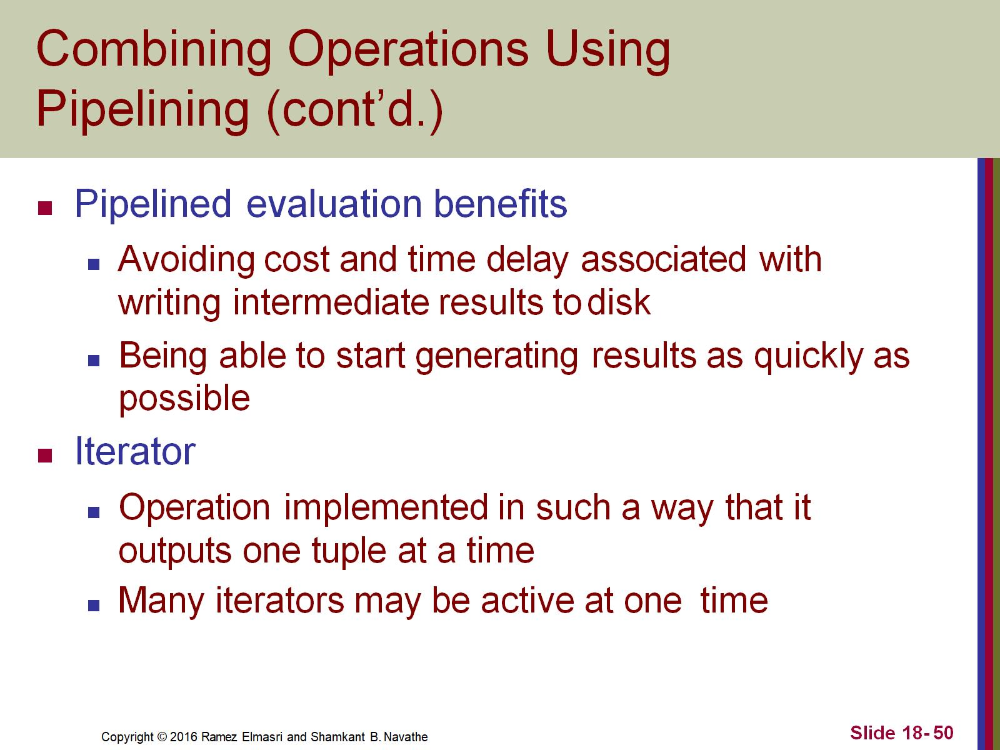 Combining Operations Using
Pipelining (cont’d.)
Pipelined evaluation benefits
Avoiding cost and time delay associated with
writing intermediate results to disk
Being able to start generating results as quickly as
possible
Iterator
Operation implemented in such a way that it
outputs one tuple at a time
Many iterators may be active at one time
Copyright © 2016 Ramez Elmasri and Shamkant B. Navathe
Slide 18- 50